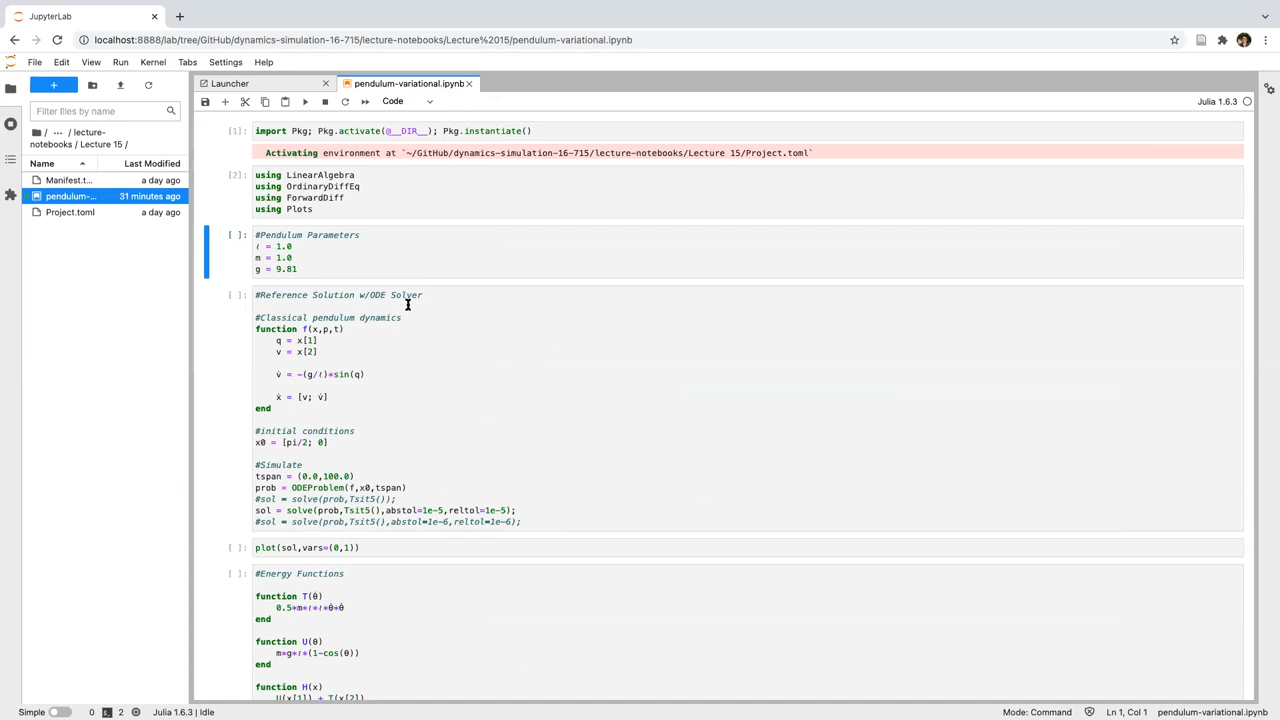 JupyterLab
localhost:8888/lab/tree/GitHub/dynamics-simulation-16-715/lecture-notebooks/Lecture%2015/pendulum-variational.ipynb
File Edit View Run Kernel Tabs Settings Help
Launcher
pendulum-variational.ipynb
Filter files by name
Code
Julia 1.6.3
/ ··· / lecture-
notebooks / Lecture 15 /
Name Last Modified
Manifest.t... a day ago
pendulum-... 31 minutes ago
Project.toml a day ago
[1]: import Pkg; Pkg.activate(@__DIR__); Pkg.instantiate()
Activating environment at `~/GitHub/dynamics-simulation-16-715/lecture-notebooks/Lecture 15/Project.toml`
[2]: using LinearAlgebra
using OrdinaryDiffEq
using ForwardDiff
using Plots
[ ]: #Pendulum Parameters
ℓ = 1.0
m = 1.0
g = 9.81
[ ]: #Reference Solution w/ODE Solver
#Classical pendulum dynamics
function f(x,p,t)
q = x[1]
v = x[2]
v̇ = -(g/ℓ)*sin(q)
ẋ = [v; v̇]
end
#initial conditions
x0 = [pi/2; 0]
#Simulate
tspan = (0.0,100.0)
prob = ODEProblem(f,x0,tspan)
#sol = solve(prob,Tsit5());
sol = solve(prob,Tsit5(),abstol=1e-5,reltol=1e-5);
#sol = solve(prob,Tsit5(),abstol=1e-6,reltol=1e-6);
[ ]: plot(sol,vars=(0,1))
[ ]: #Energy Functions
function T(θ̇)
0.5*m*ℓ*ℓ*θ̇*θ̇
end
function U(θ)
m*g*ℓ*(1-cos(θ))
end
function H(x)
U(x[1]) + T(x[2])
Simple 0 2 Julia 1.6.3 | Idle Mode: Command Ln 1, Col 1 pendulum-variational.ipynb